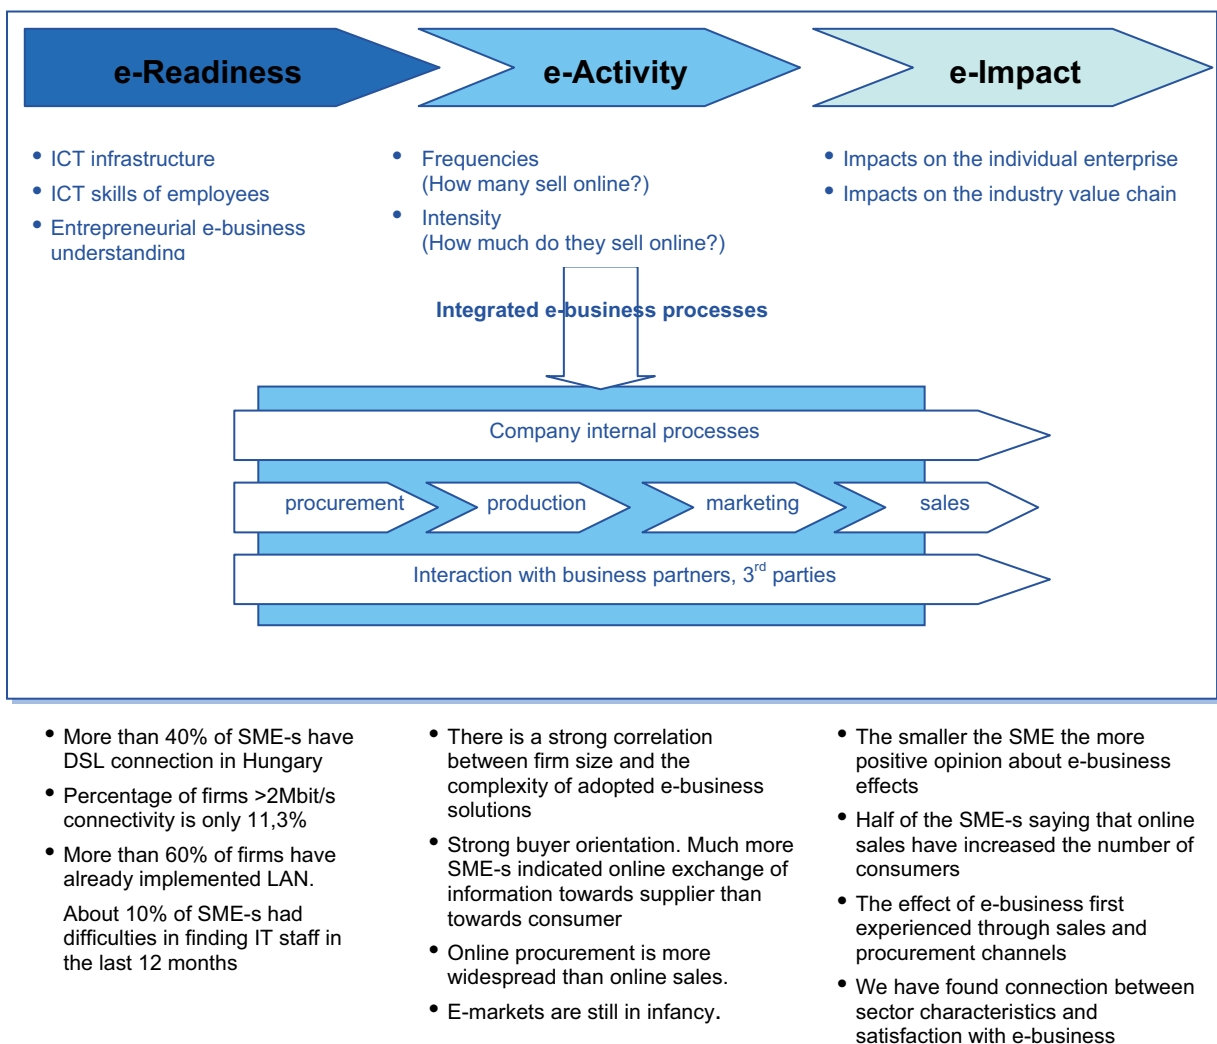 e-Readiness
e-Activity
e-Impact
• ICT infrastructure
• ICT skills of employees
• Entrepreneurial e-business
understanding
• Frequencies
(How many sell online?)
• Intensity
(How much do they sell online?)
• Impacts on the individual enterprise
• Impacts on the industry value chain
Integrated e-business processes
Company internal processes
procurement
production
marketing
sales
Interaction with business partners, 3rd parties
• More than 40% of SME-s have
DSL connection in Hungary
• Percentage of firms >2Mbit/s
connectivity is only 11,3%
• More than 60% of firms have
already implemented LAN.
About 10% of SME-s had
difficulties in finding IT staff in
the last 12 months
• There is a strong correlation
between firm size and the
complexity of adopted e-business
solutions
• Strong buyer orientation. Much more
SME-s indicated online exchange of
information towards supplier than
towards consumer
• Online procurement is more
widespread than online sales.
• E-markets are still in infancy.
• The smaller the SME the more
positive opinion about e-business
effects
• Half of the SME-s saying that online
sales have increased the number of
consumers
• The effect of e-business first
experienced through sales and
procurement channels
• We have found connection between
sector characteristics and
satisfaction with e-business